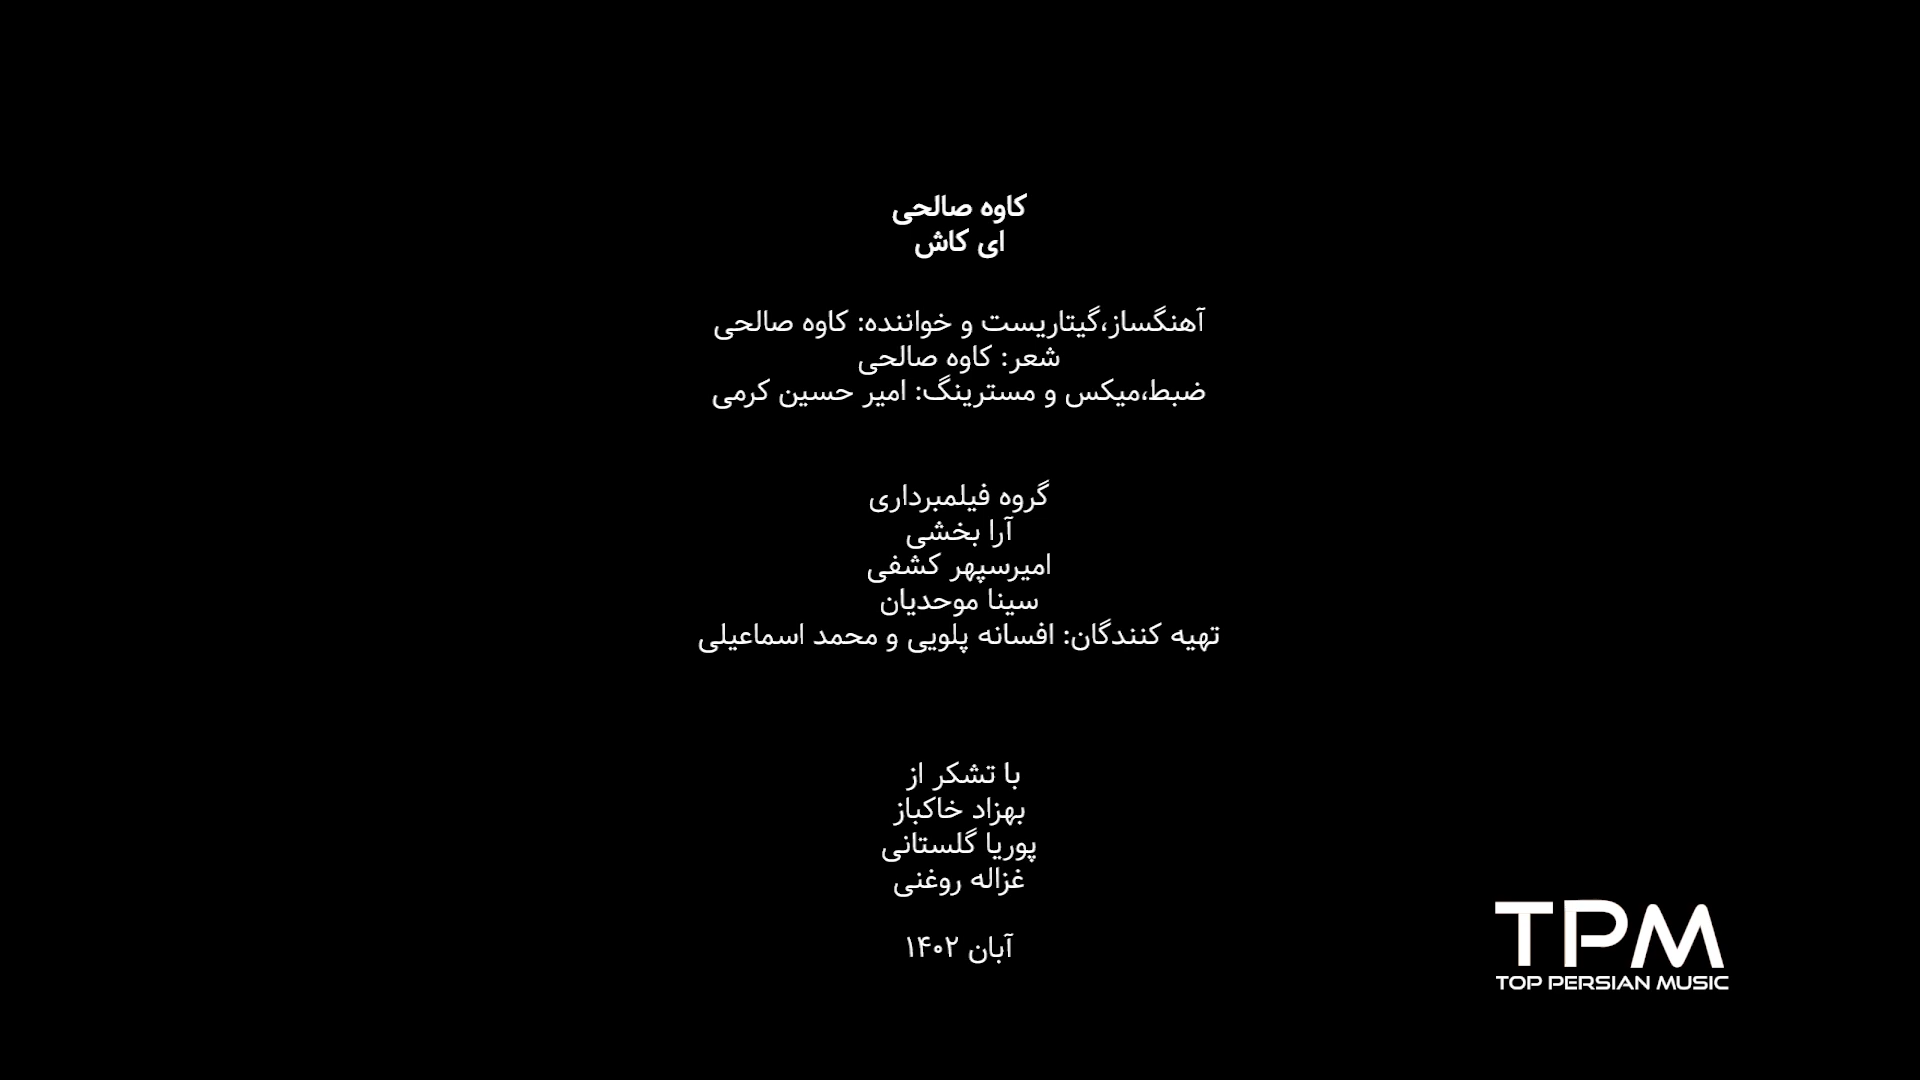 کاوه صالحی
ای کاش
آهنگساز،گیتاریست و خواننده: کاوه صالحی
شعر: کاوه صالحی
ضبط،میکس و مسترینگ: امیر حسین کرمی
گروه فیلمبرداری
آرا بخشی
امیرسپهر کشفی
سینا موحدیان
تهیه کنندگان: افسانه پلویی و محمد اسماعیلی
با تشکر از
بهزاد خاکباز
پوریا گلستانی
غزاله روغنی
آبان ۱۴۰۲
TPM
TOP PERSIAN MUSIC